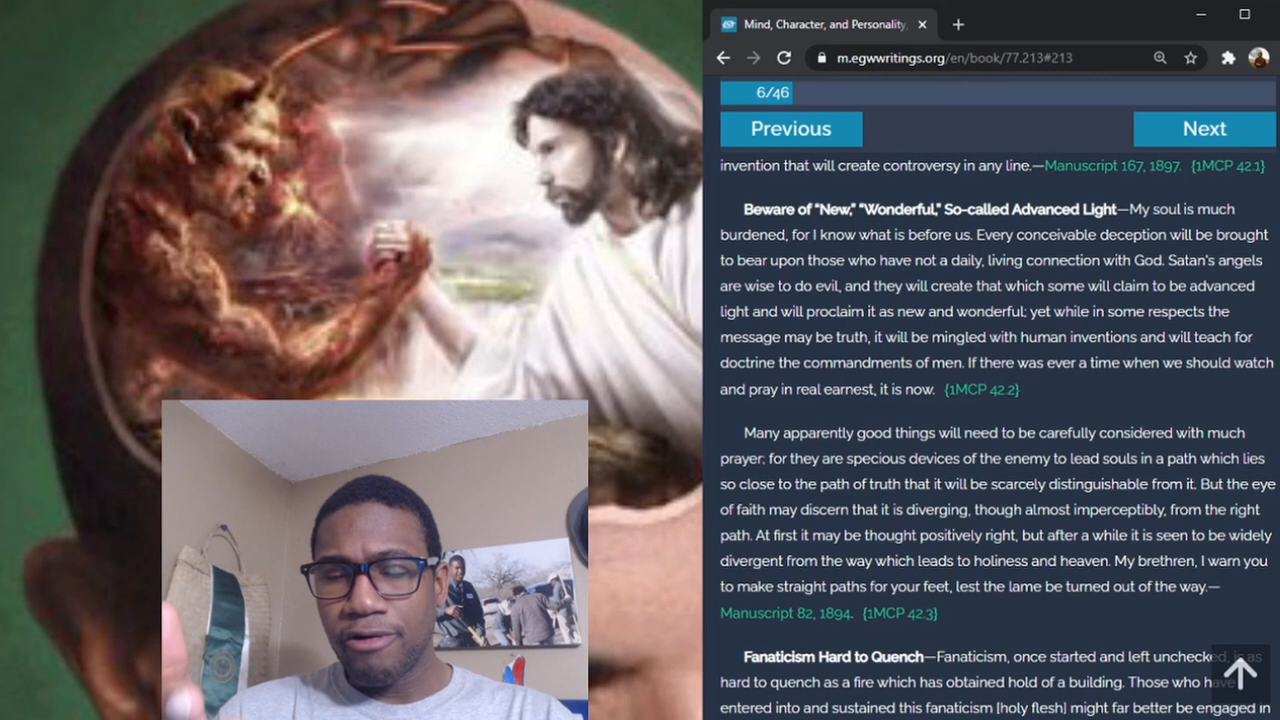 Mind, Character, and Personality,
m.egwwritings.org/en/book/77.213#213
6/46
Previous
Next
invention that will create controversy in any line.—Manuscript 167, 1897. {1MCP 42.1}
Beware of “New,” “Wonderful,” So-called Advanced Light—My soul is much
burdened, for I know what is before us. Every conceivable deception will be brought
to bear upon those who have not a daily, living connection with God. Satan's angels
are wise to do evil, and they will create that which some will claim to be advanced
light and will proclaim it as new and wonderful; yet while in some respects the
message may be truth, it will be mingled with human inventions and will teach for
doctrine the commandments of men. If there was ever a time when we should watch
and pray in real earnest, it is now. {1MCP 42.2}
Many apparently good things will need to be carefully considered with much
prayer; for they are specious devices of the enemy to lead souls in a path which lies
so close to the path of truth that it will be scarcely distinguishable from it. But the eye
of faith may discern that it is diverging, though almost imperceptibly, from the right
path. At first it may be thought positively right, but after a while it is seen to be widely
divergent from the way which leads to holiness and heaven. My brethren, I warn you
to make straight paths for your feet, lest the lame be turned out of the way.—
Manuscript 82, 1894. {1MCP 42.3}
Fanaticism Hard to Quench—Fanaticism, once started and left unchecked, is as
hard to quench as a fire which has obtained hold of a building. Those who have
entered into and sustained this fanaticism [holy flesh] might far better be engaged in